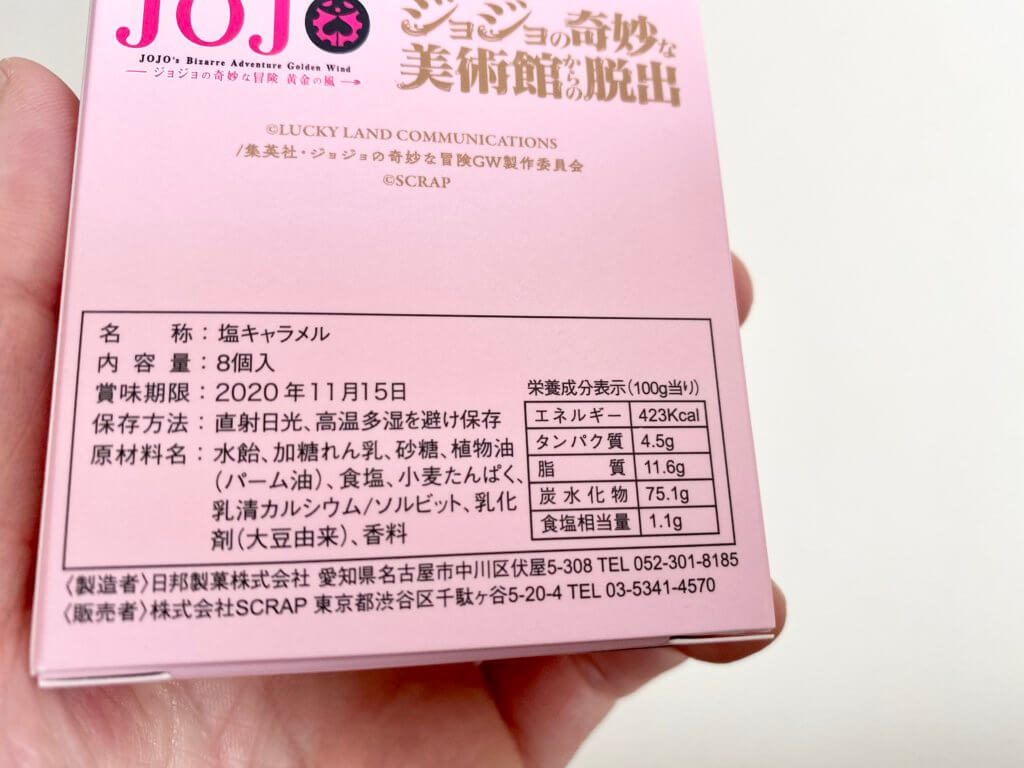 JOJO
JOJO's Bizarre Adventure Golden Wind
ジョジョの奇妙な冒険 黄金の風
ジョジョの奇妙な
美術館からの脱出
©LUCKY LAND COMMUNICATIONS
/集英社・ジョジョの奇妙な冒険GW製作委員会
©SCRAP
名称:塩キャラメル
内容量:8個入
賞味期限:2020年11月15日
保存方法:直射日光、高温多湿を避け保存
原材料名:水飴、加糖れん乳、砂糖、植物油
(パーム油)、食塩、小麦たんぱく、
乳清カルシウム/ソルビット、乳化
剤(大豆由来)、香料
栄養成分表示(100g当り)
エネルギー 423Kcal
タンパク質 4.5g
脂質 11.6g
炭水化物 75.1g
食塩相当量 1.1g
〈製造者〉日邦製菓株式会社 愛知県名古屋市中川区伏屋5-308 TEL 052-301-8185
〈販売者〉株式会社SCRAP 東京都渋谷区千駄ヶ谷5-20-4 TEL 03-5341-4570